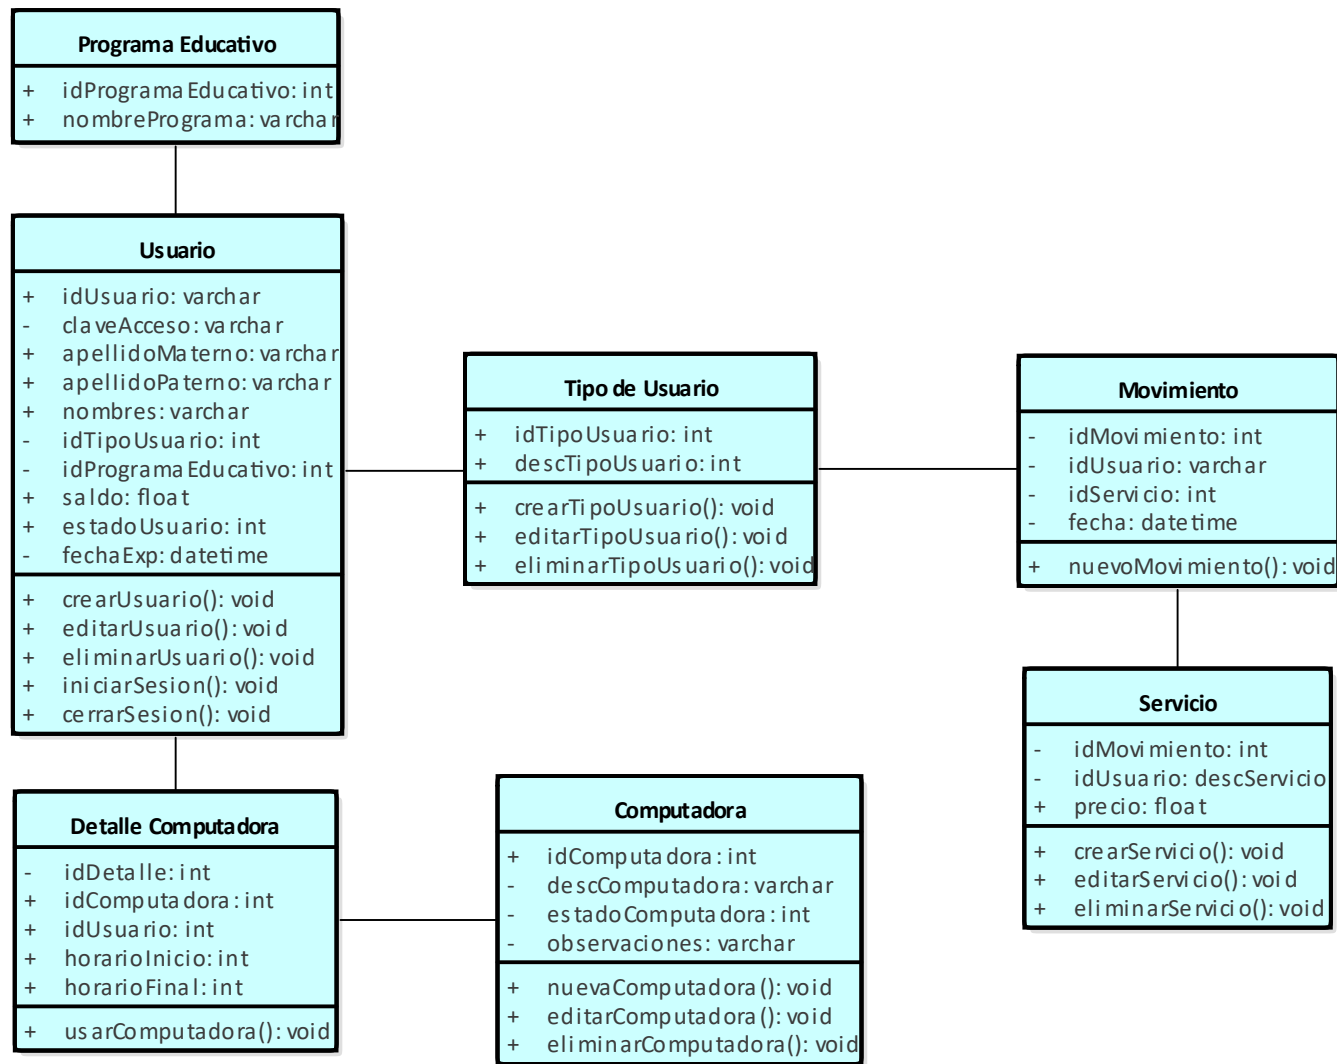 Programa Educativo
+ idProgramaEducativo: int
+ nombrePrograma: varchar
Usuario
+ idUsuario: varchar
- claveAcceso: varchar
+ apellidoMaterno: varchar
+ apellidoPaterno: varchar
+ nombres: varchar
- idTipoUsuario: int
- idProgramaEducativo: int
+ saldo: float
+ estadoUsuario: int
- fechaExp: datetime
+ crearUsuario(): void
+ editarUsuario(): void
+ eliminarUsuario(): void
+ iniciarSesion(): void
+ cerrarSesion(): void
Tipo de Usuario
+ idTipoUsuario: int
+ descTipoUsuario: int
+ crearTipoUsuario(): void
+ editarTipoUsuario(): void
+ eliminarTipoUsuario(): void
Movimiento
- idMovimiento: int
- idUsuario: varchar
- idServicio: int
- fecha: datetime
+ nuevoMovimiento(): void
Servicio
- idMovimiento: int
- idUsuario: descServicio
+ precio: float
+ crearServicio(): void
+ editarServicio(): void
+ eliminarServicio(): void
Detalle Computadora
- idDetalle: int
+ idComputadora: int
+ idUsuario: int
+ horarioInicio: int
+ horarioFinal: int
+ usarComputadora(): void
Computadora
+ idComputadora: int
- descComputadora: varchar
- estadoComputadora: int
- observaciones: varchar
+ nuevaComputadora(): void
+ editarComputadora(): void
+ eliminarComputadora(): void